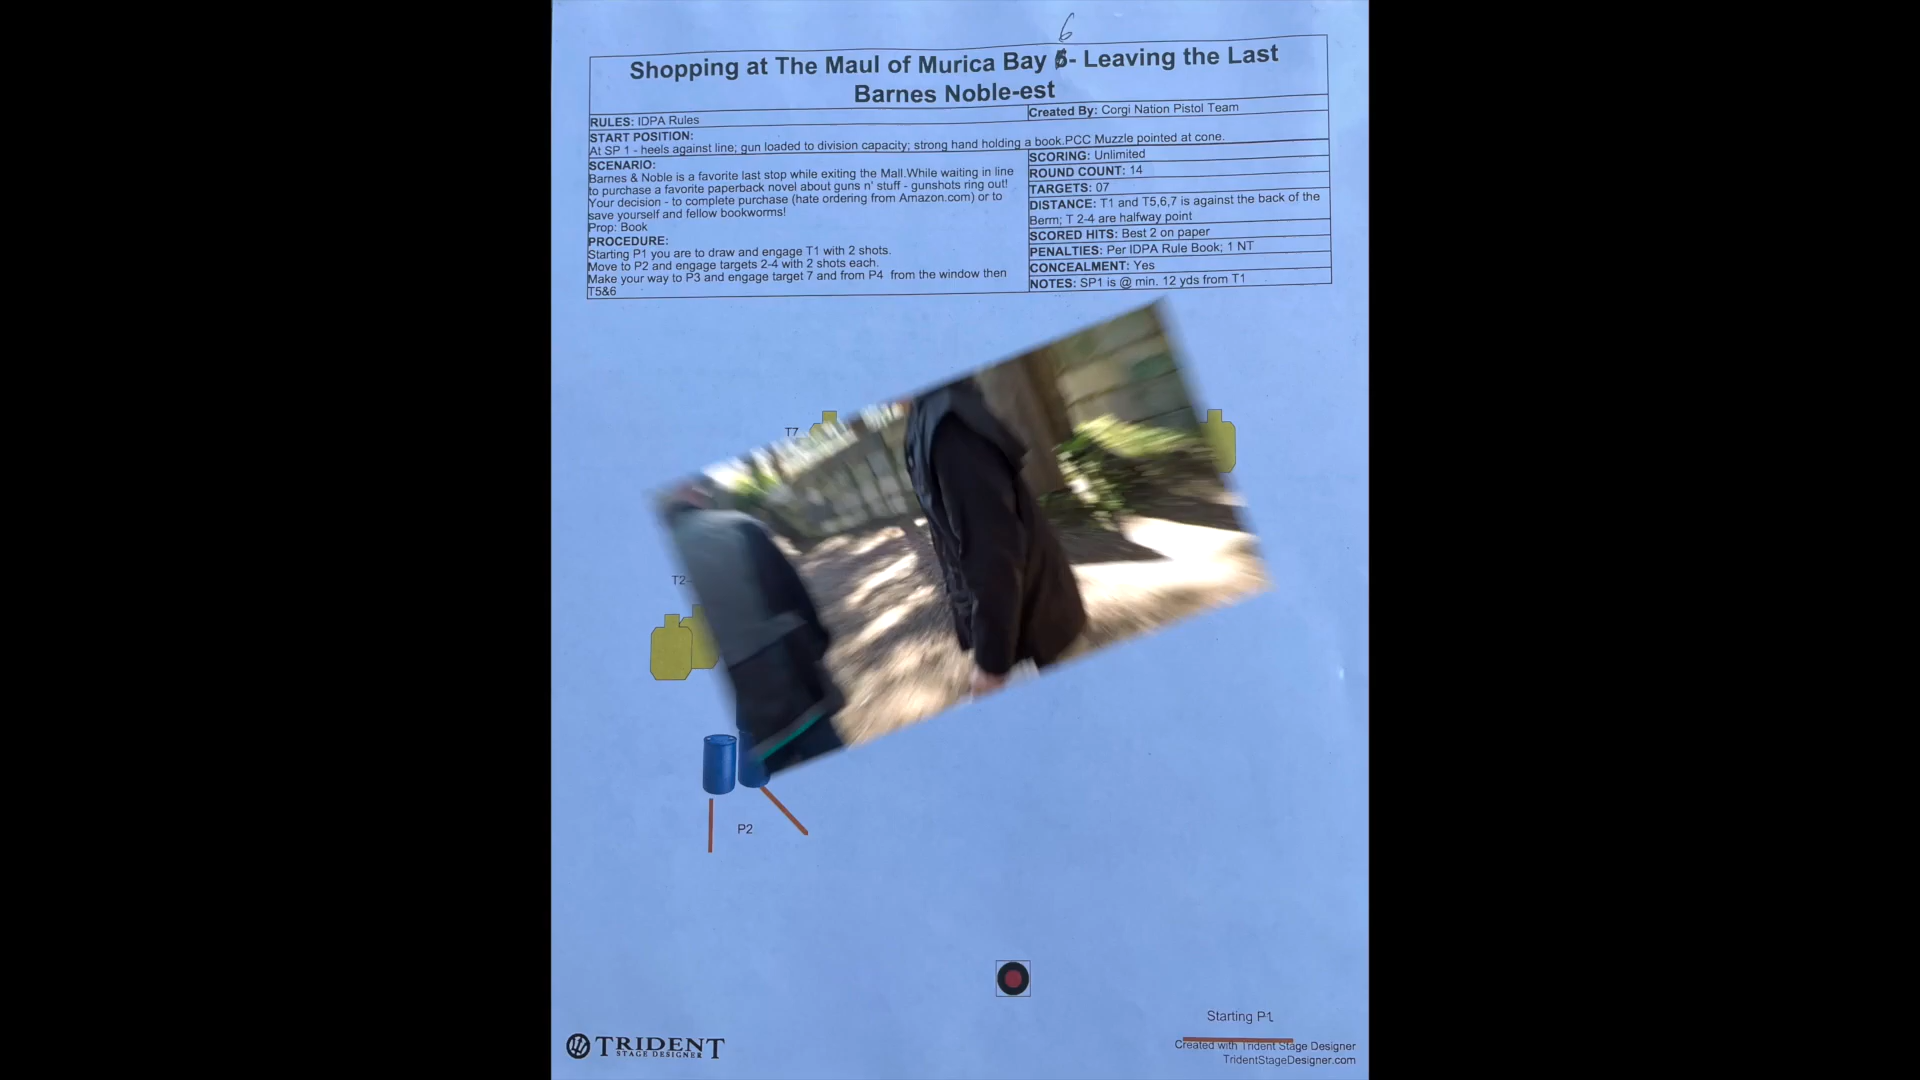 6
Shopping at The Maul of Murica Bay - Leaving the Last
Barnes Noble-est
RULES: IDPA Rules
Created By: Corgi Nation Pistol Team
START POSITION:
At SP 1 - heels against line; gun loaded to division capacity; strong hand holding a book.PCC Muzzle pointed at cone.
SCENARIO:
Barnes & Noble is a favorite last stop while exiting the Mall.While waiting in line
to purchase a favorite paperback novel about guns n' stuff - gunshots ring out!
Your decision - to complete purchase (hate ordering from Amazon.com) or to
save yourself and fellow bookworms!
Prop: Book
PROCEDURE:
Starting P1 you are to draw and engage T1 with 2 shots.
Move to P2 and engage targets 2-4 with 2 shots each.
Make your way to P3 and engage target 7 and from P4 from the window then
T5&6
SCORING: Unlimited
ROUND COUNT: 14
TARGETS: 07
DISTANCE: T1 and T5,6,7 is against the back of the
Berm; T 2-4 are halfway point
SCORED HITS: Best 2 on paper
PENALTIES: Per IDPA Rule Book; 1 NT
CONCEALMENT: Yes
NOTES: SP1 is @ min. 12 yds from T1
T7
T2-
P2
Starting P1
TRIDENT
STAGE DESIGNER
Created with Trident Stage Designer
TridentStageDesigner.com